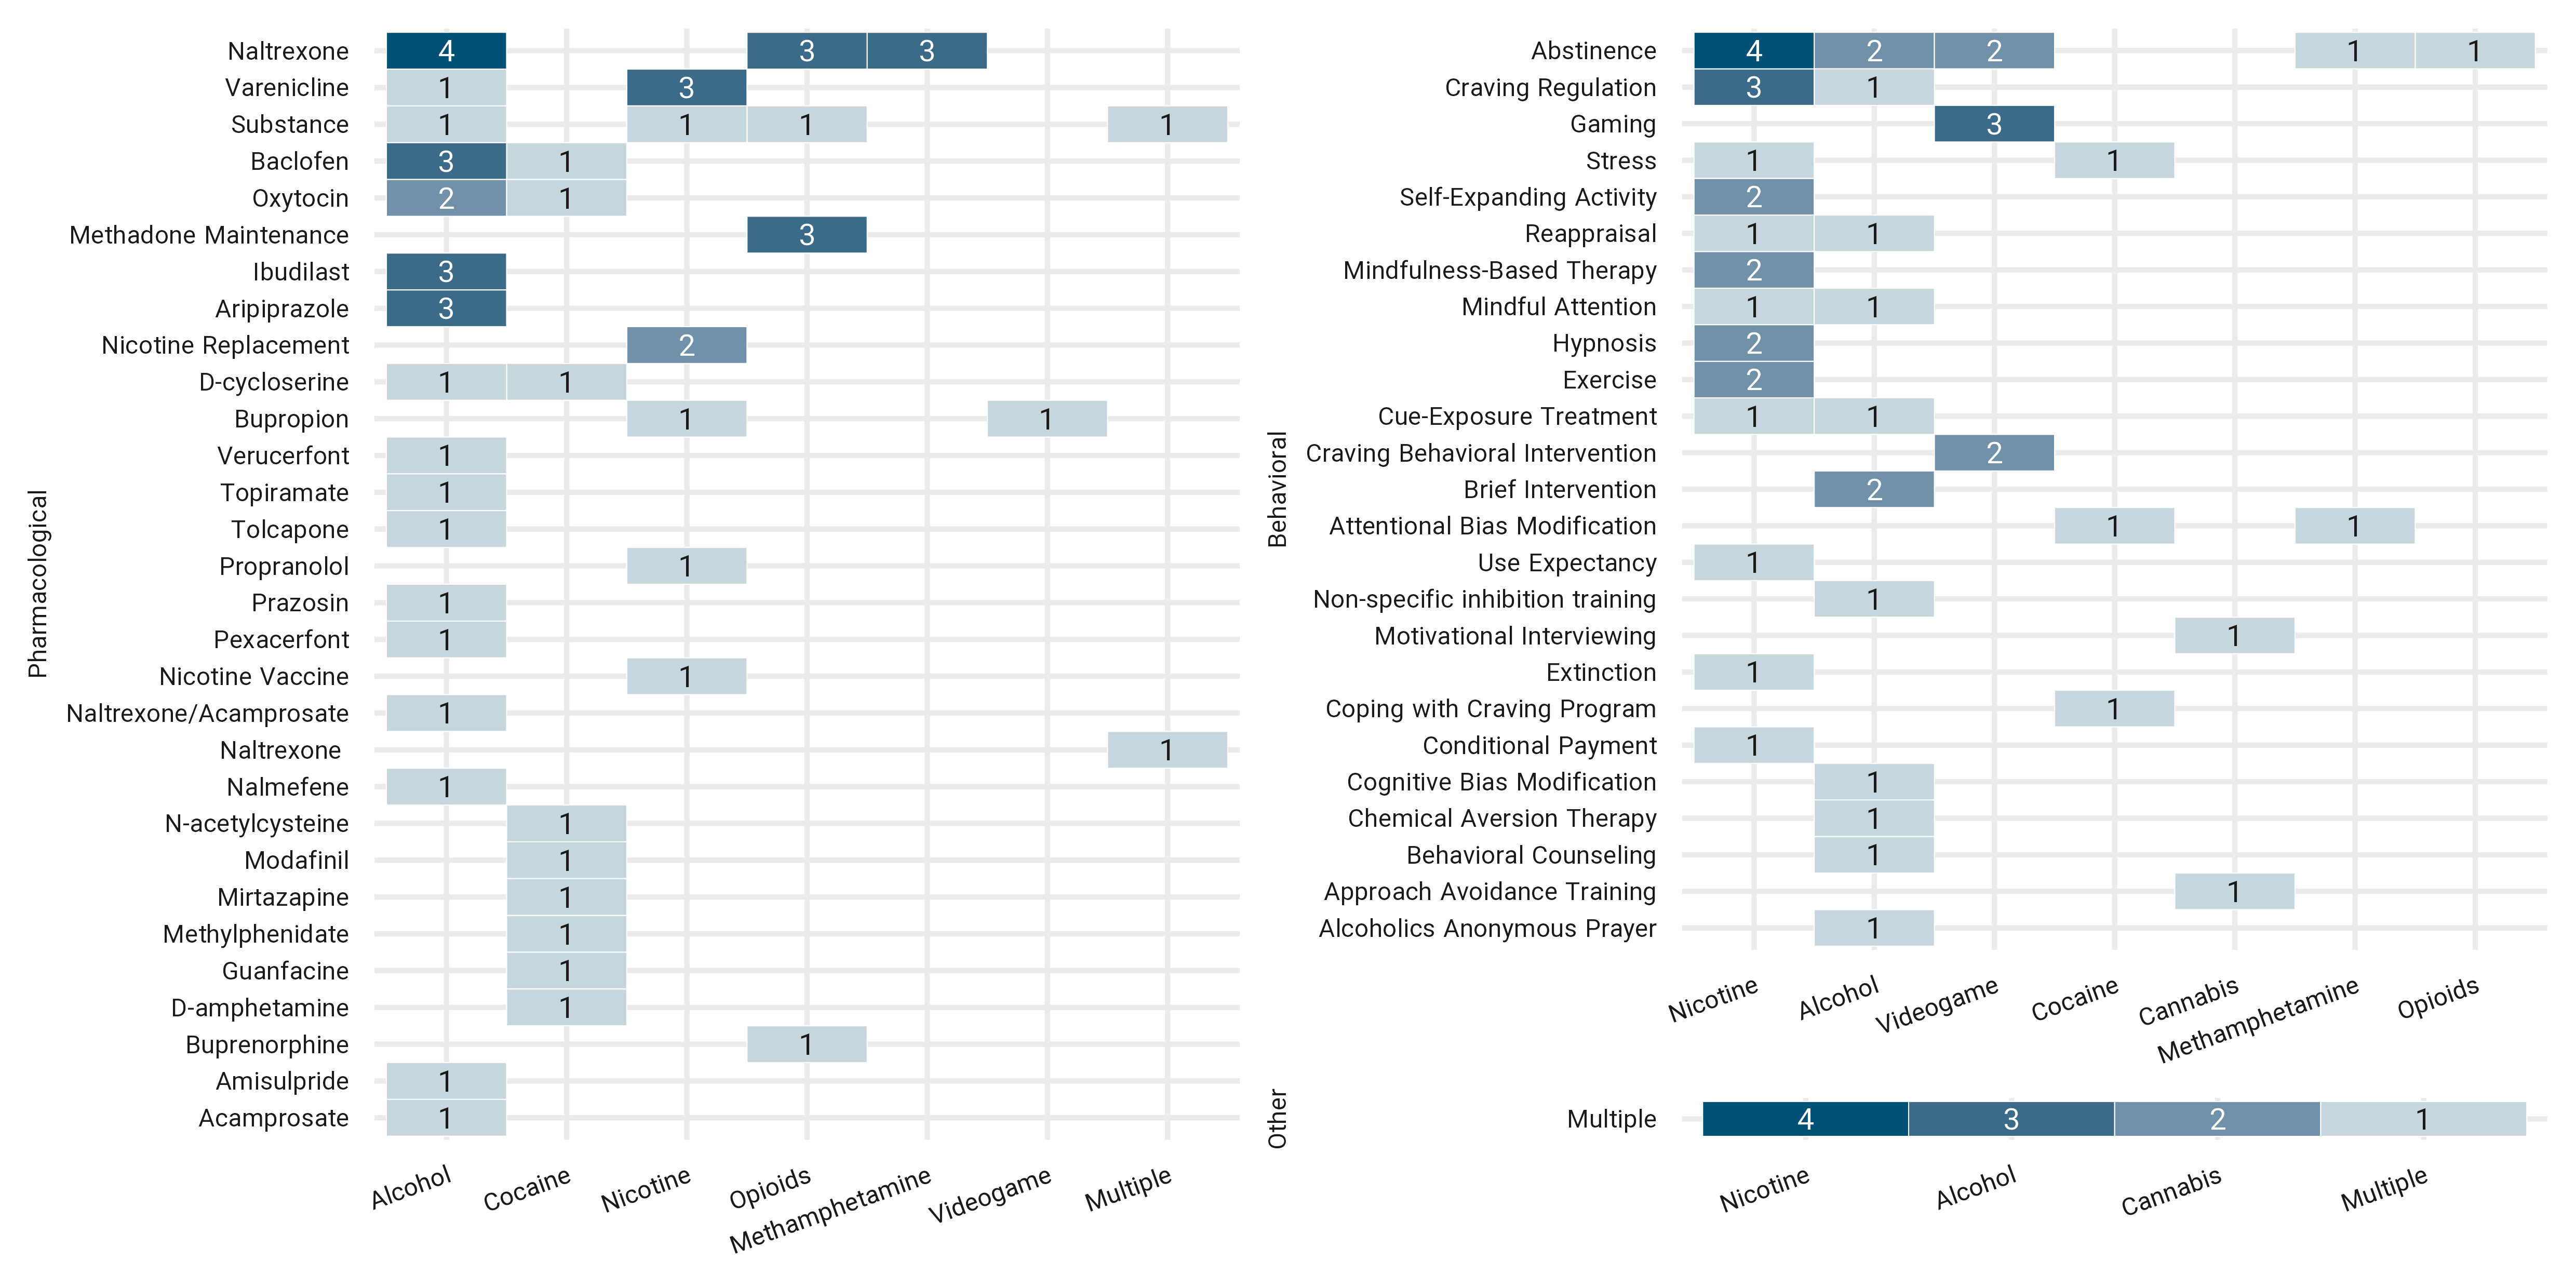 Pharmacological
Naltrexone 4 3 3
Varenicline 1 3
Substance 1 1 1 1
Baclofen 3 1
Oxytocin 2 1
Methadone Maintenance 3
Ibudilast 3
Aripiprazole 3
Nicotine Replacement 2
D-cycloserine 1 1
Bupropion 1 1
Verucerfont 1
Topiramate 1
Tolcapone 1
Propranolol 1
Prazosin 1
Pexacerfont 1
Nicotine Vaccine 1
Naltrexone/Acamprosate 1
Naltrexone 1
Nalmefene 1
N-acetylcysteine 1
Modafinil 1
Mirtazapine 1
Methylphenidate 1
Guanfacine 1
D-amphetamine 1
Buprenorphine 1
Amisulpride 1
Acamprosate 1
Alcohol Cocaine Nicotine Opioids Methamphetamine Videogame Multiple
Behavioral
Abstinence 4 2 2 1 1
Craving Regulation 3 1
Gaming 3
Stress 1 1
Self-Expanding Activity 2
Reappraisal 1 1
Mindfulness-Based Therapy 2
Mindful Attention 1 1
Hypnosis 2
Exercise 2
Cue-Exposure Treatment 1 1
Craving Behavioral Intervention 2
Brief Intervention 2
Attentional Bias Modification 1 1
Use Expectancy 1
Non-specific inhibition training 1
Motivational Interviewing 1
Extinction 1
Coping with Craving Program 1
Conditional Payment 1
Cognitive Bias Modification 1
Chemical Aversion Therapy 1
Behavioral Counseling 1
Approach Avoidance Training 1
Alcoholics Anonymous Prayer 1
Nicotine Alcohol Videogame Cocaine Cannabis Methamphetamine Opioids
Other
Multiple 4 3 2 1
Nicotine Alcohol Cannabis Multiple